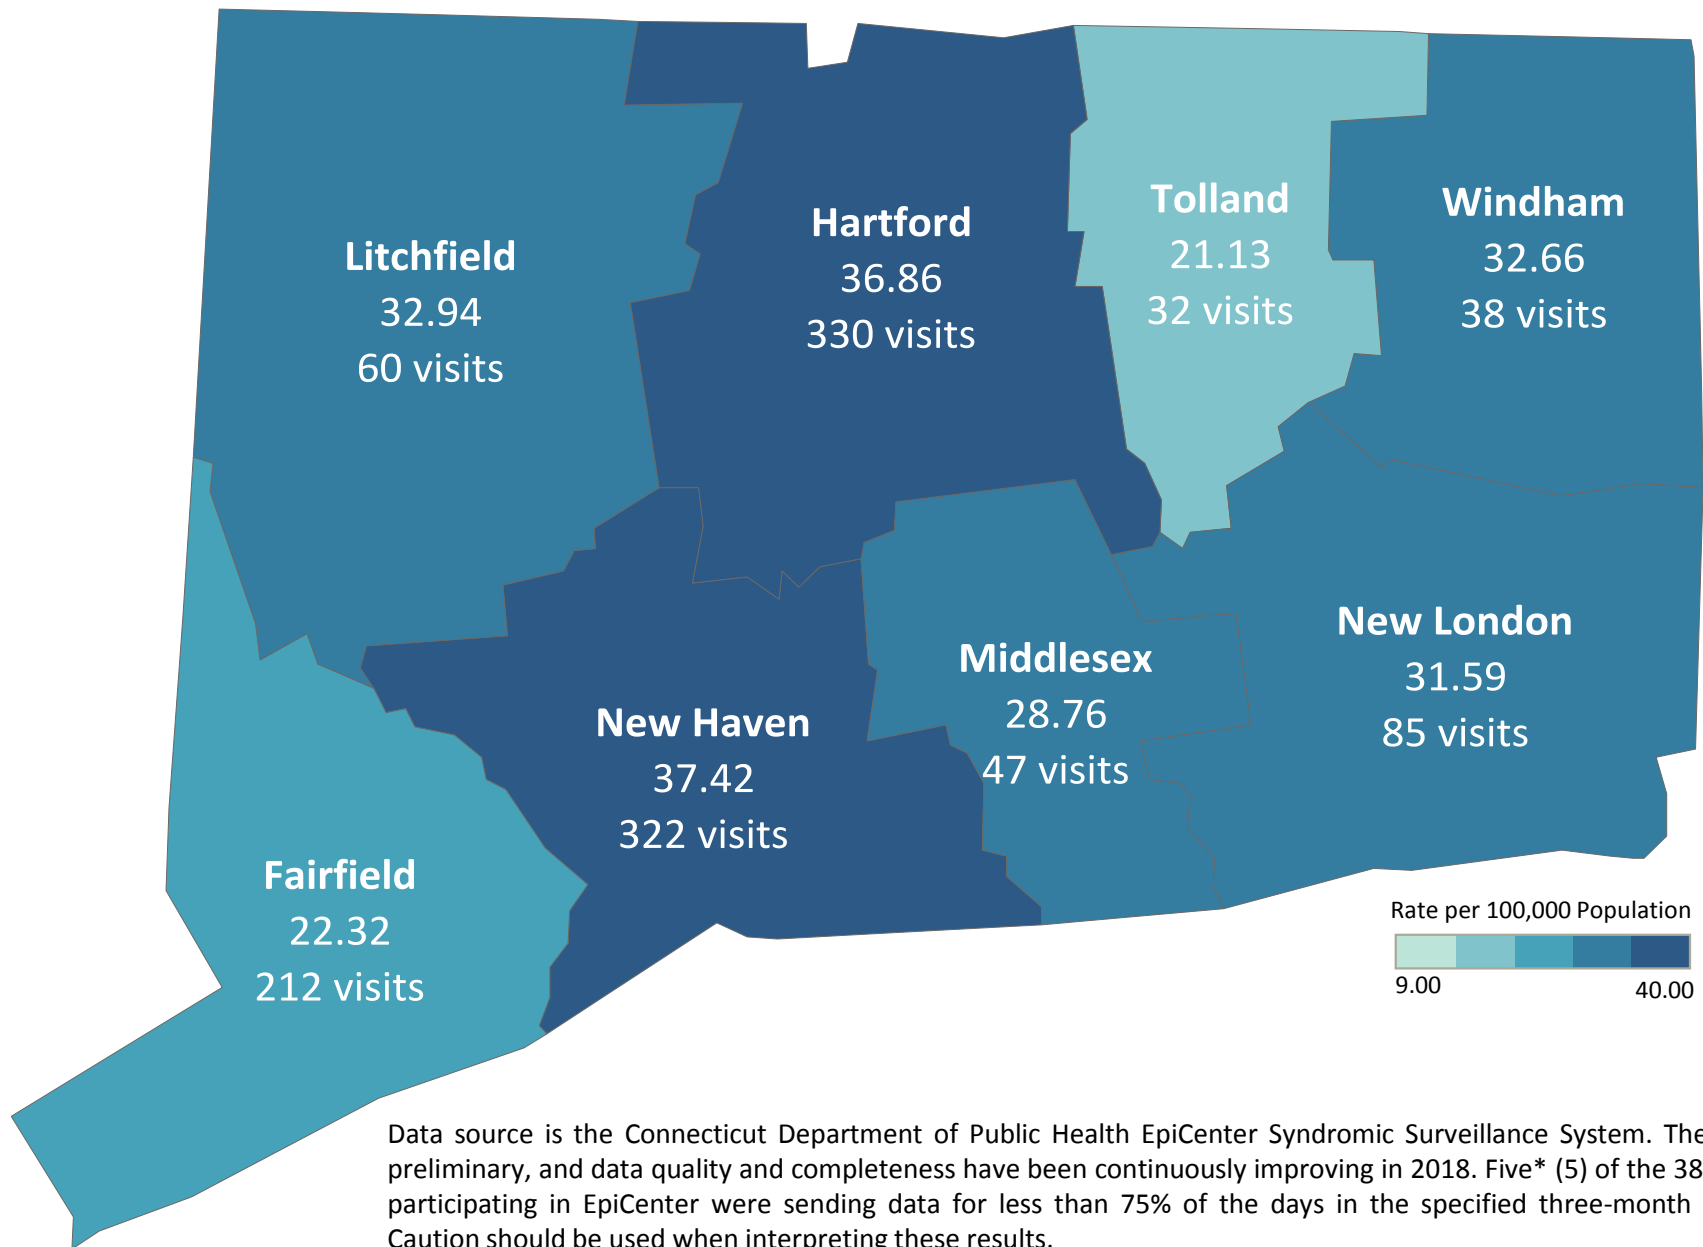 Litchfield
32.94
60 visits
Hartford
36.86
330 visits
Tolland
21.13
32 visits
Windham
32.66
38 visits
New Haven
37.42
322 visits
Middlesex
28.76
47 visits
New London
31.59
85 visits
Fairfield
22.32
212 visits
Rate per 100,000 Population
9.00
40.00
Data source is the Connecticut Department of Public Health EpiCenter Syndromic Surveillance System. The
preliminary, and data quality and completeness have been continuously improving in 2018. Five* (5) of the 38
participating in EpiCenter were sending data for less than 75% of the days in the specified three-month
Caution should be used when interpreting these results.